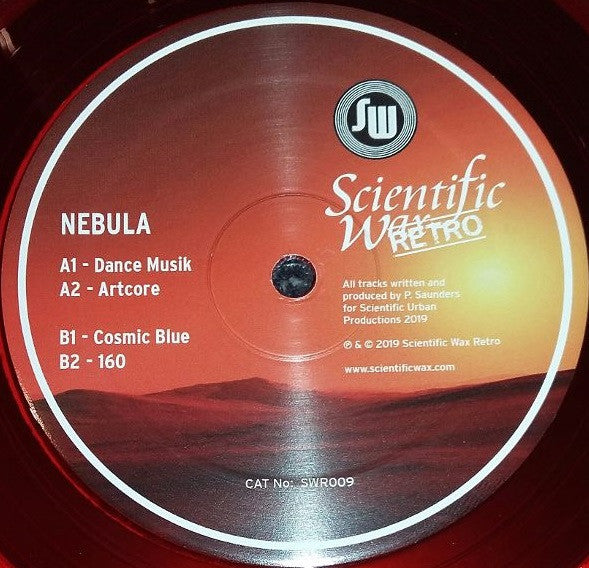 SW
Scientific
Wax
RETRO
NEBULA
A1 - Dance Musik
A2 - Artcore
B1 - Cosmic Blue
B2 - 160
All tracks written and
produced by P. Saunders
for Scientific Urban
Productions 2019
℗ & © 2019 Scientific Wax Retro
www.scientificwax.com
CAT No: SWR009